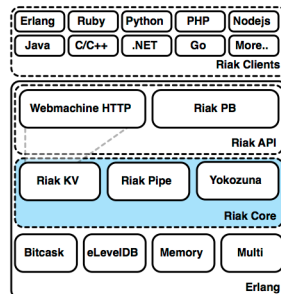 Erlang Ruby Python PHP Nodejs
Java C/C++ .NET Go More..
Riak Clients
Webmachine HTTP Riak PB
Riak API
Riak KV Riak Pipe Yokozuna
Riak Core
Bitcask eLevelDB Memory Multi
Erlang